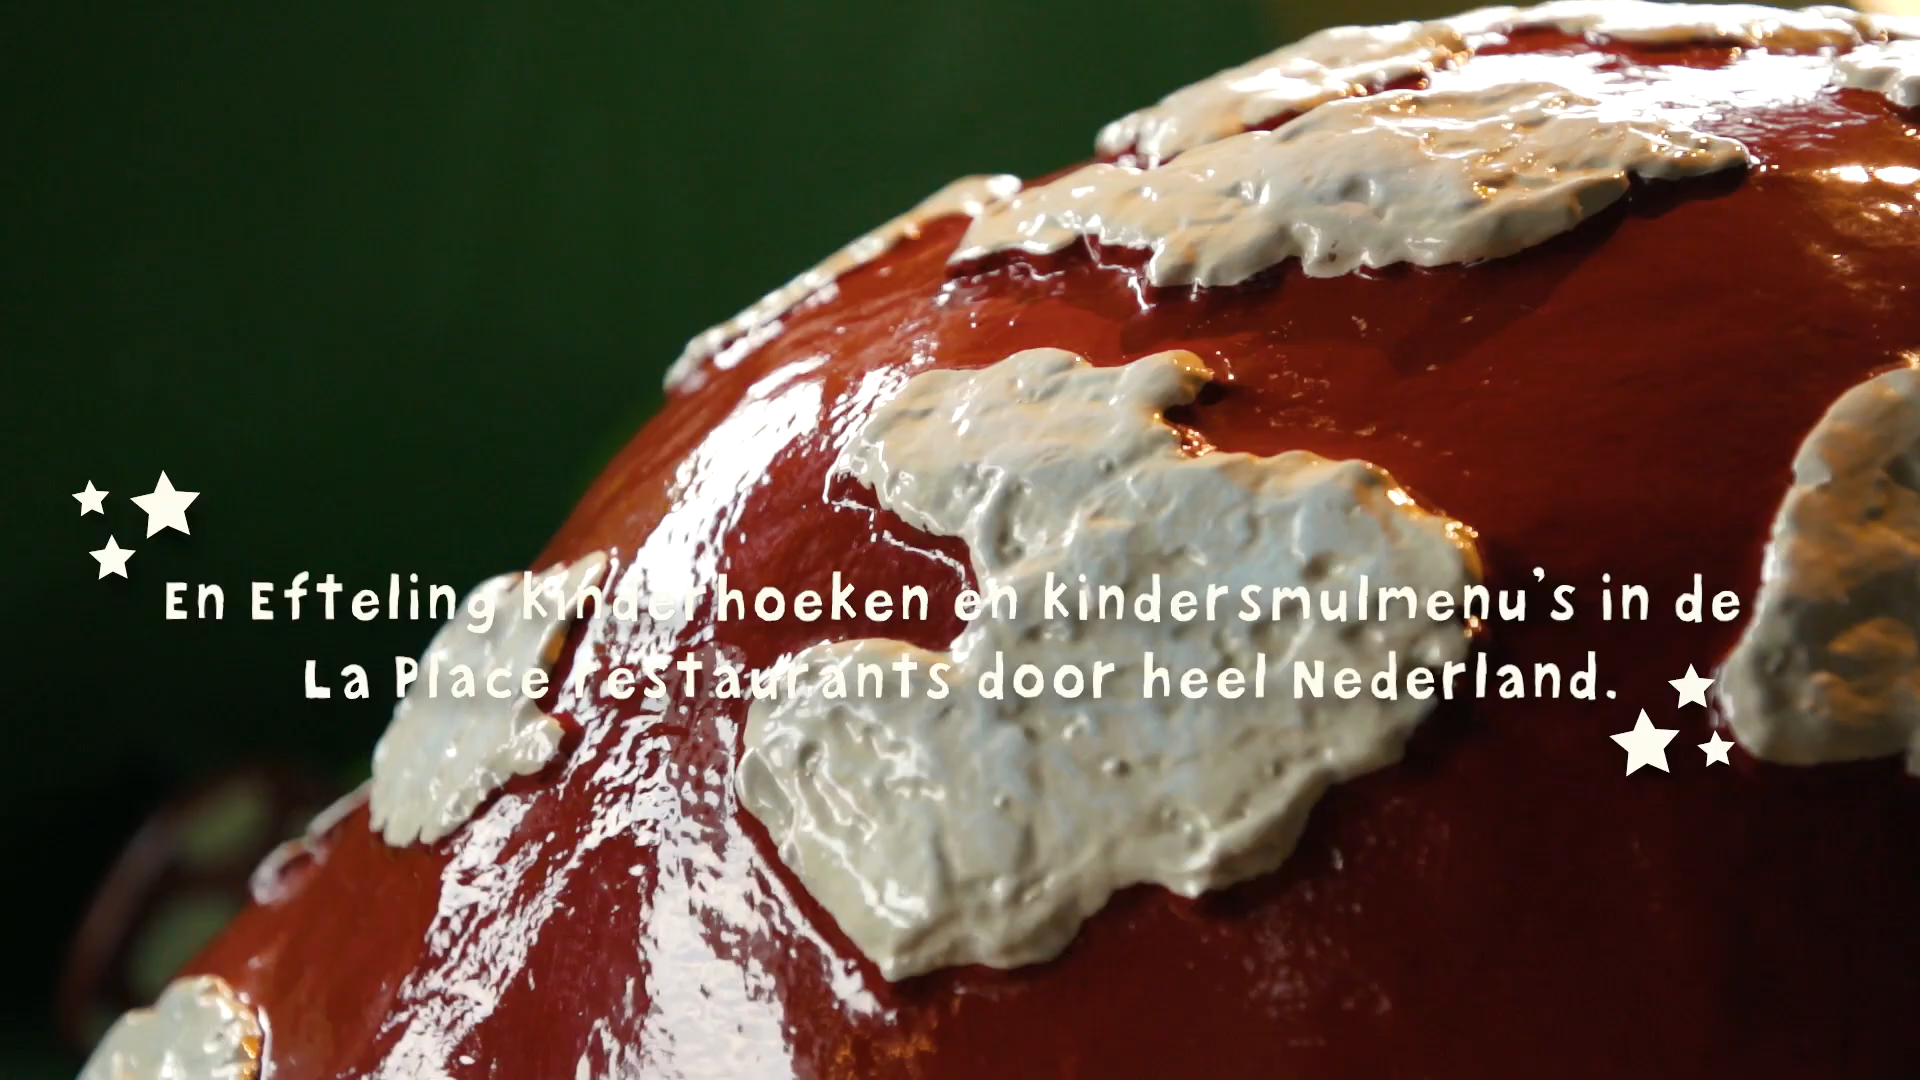 En Efteling kinderhoeken en kindersmulmenu's in de
La Place restaurants door heel Nederland.